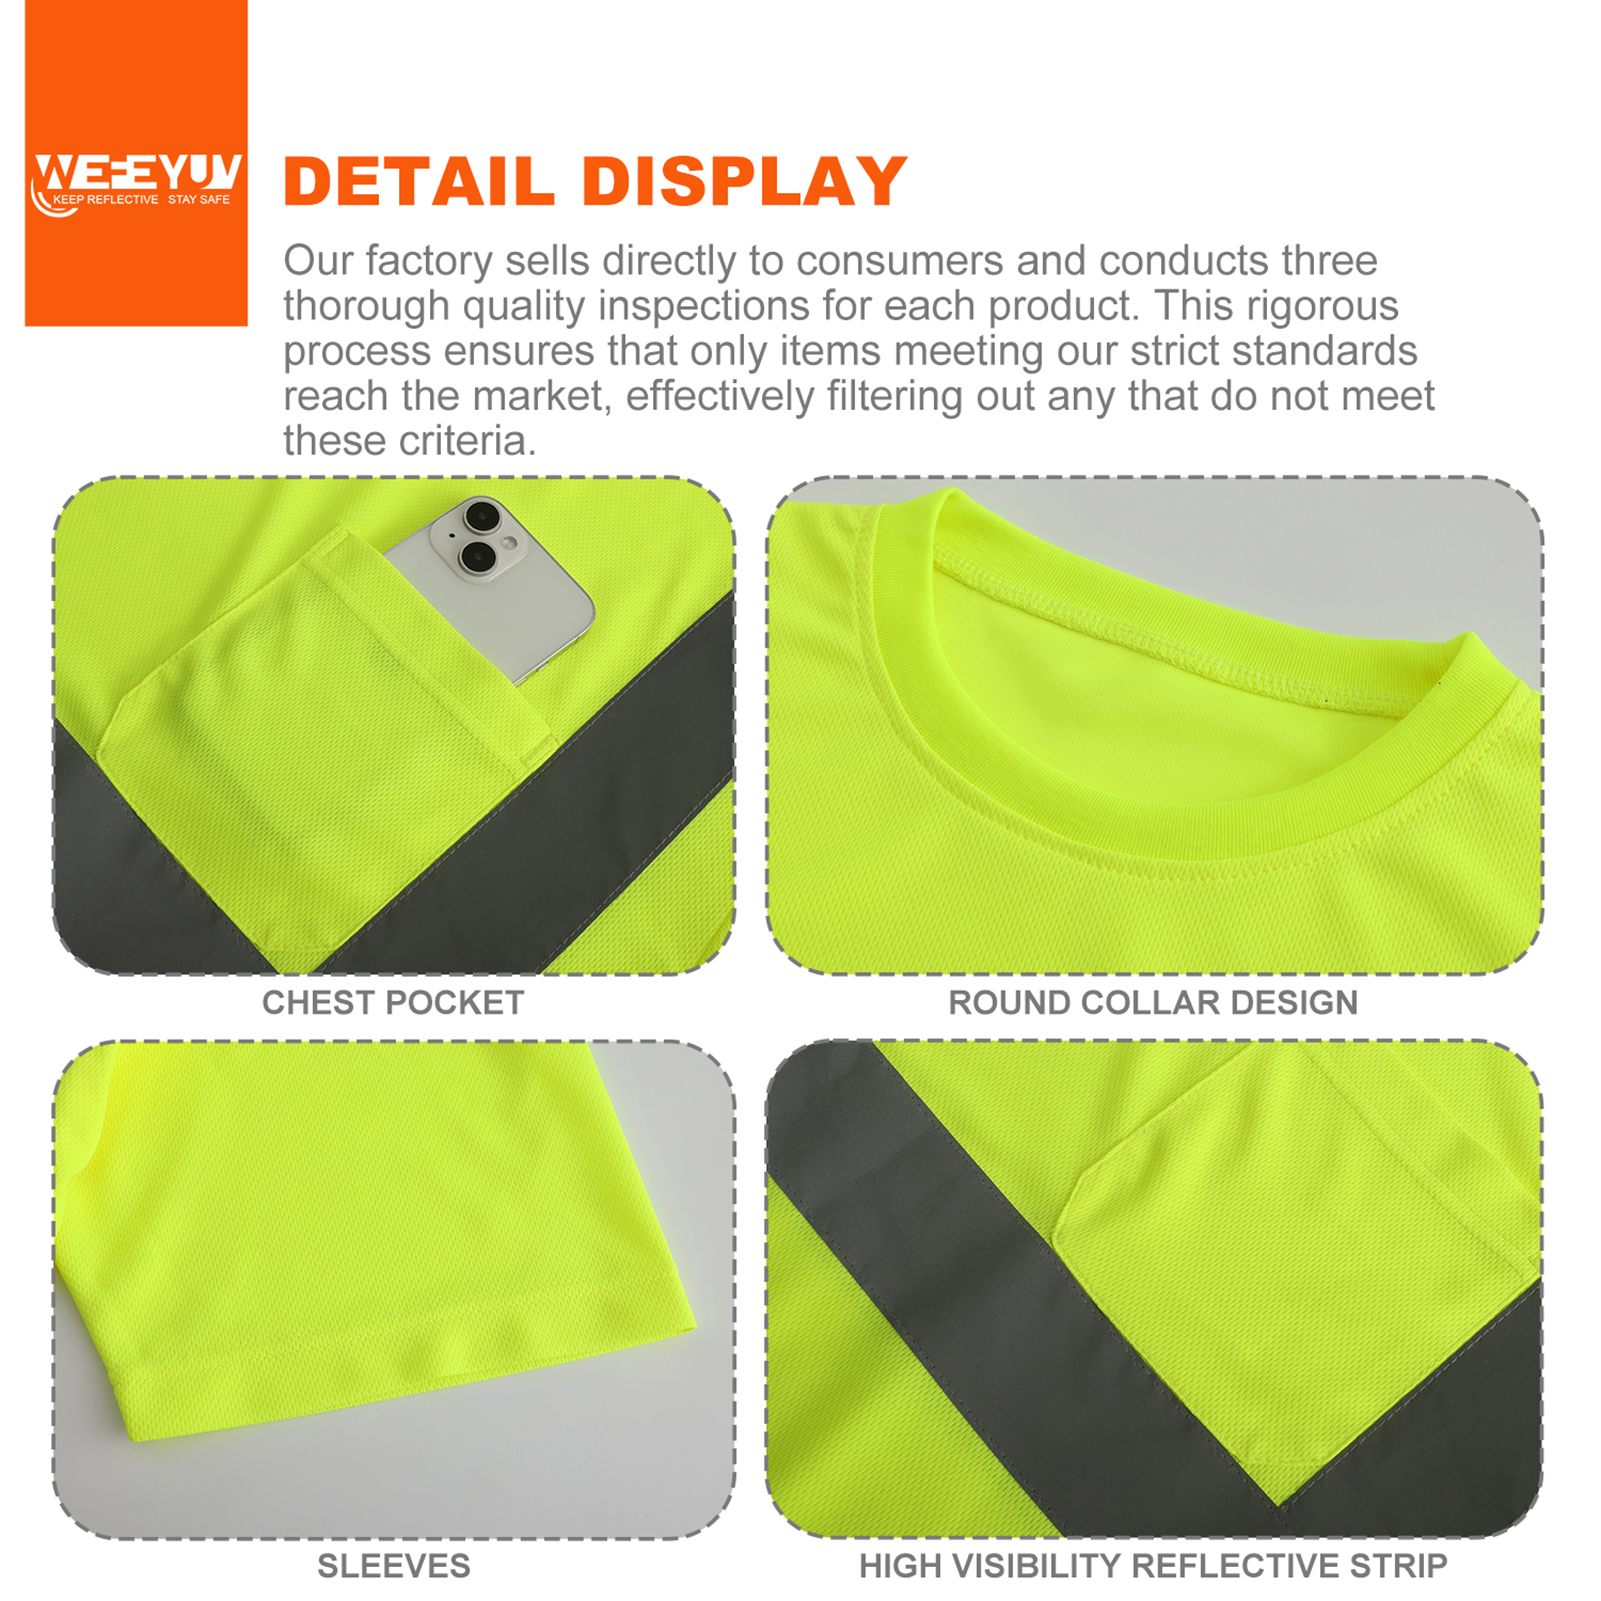 WEFEYUV
KEEP REFLECTIVE STAY SAFE
DETAIL DISPLAY
Our factory sells directly to consumers and conducts three
thorough quality inspections for each product. This rigorous
process ensures that only items meeting our strict standards
reach the market, effectively filtering out any that do not meet
these criteria.
CHEST POCKET
ROUND COLLAR DESIGN
SLEEVES
HIGH VISIBILITY REFLECTIVE STRIP